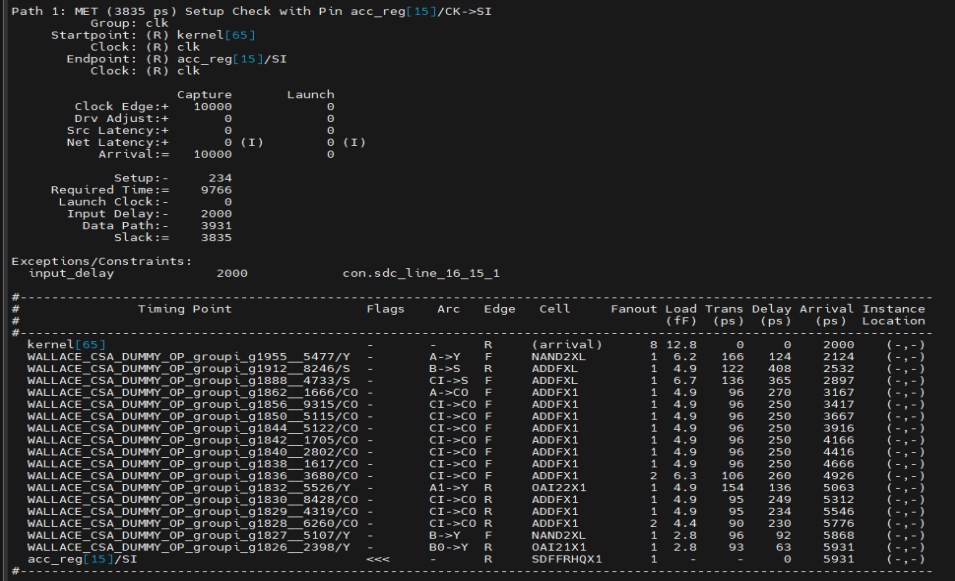 Path 1: MET (3835 ps) Setup Check with Pin acc_reg[15]/CK->SI
Group: clk
Startpoint: (R) kernel[65]
Clock: (R) clk
Endpoint: (R) acc_reg[15]/SI
Clock: (R) clk
Capture Launch
Clock Edge:+ 10000 0
Drv Adjust:+ 0 0
Src Latency:+ 0 0
Net Latency:+ 0 (I) 0 (I)
Arrival:= 10000 0
Setup:- 234
Required Time:= 9766
Launch Clock:- 0
Input Delay:- 2000
Data Path:- 3931
Slack:= 3835
Exceptions/Constraints:
input_delay 2000 con.sdc_line_16_15_1
#---------------------------------------------------------------------------------------------------------------
# Timing Point Flags Arc Edge Cell Fanout Load Trans Delay Arrival Instance
# (fF) (ps) (ps) (ps) Location
#---------------------------------------------------------------------------------------------------------------
kernel[65] - - R (arrival) 8 12.8 0 0 2000 (-,-)
WALLACE_CSA_DUMMY_OP_groupi_g1955__5477/Y - A->Y F NAND2XL 1 6.2 166 124 2124 (-,-)
WALLACE_CSA_DUMMY_OP_groupi_g1912__8246/S - B->S R ADDFXL 1 4.9 122 408 2532 (-,-)
WALLACE_CSA_DUMMY_OP_groupi_g1888__4733/S - CI->S F ADDFXL 1 6.7 136 365 2897 (-,-)
WALLACE_CSA_DUMMY_OP_groupi_g1862__1666/CO - A->CO F ADDFX1 1 4.9 96 270 3167 (-,-)
WALLACE_CSA_DUMMY_OP_groupi_g1856__9315/CO - CI->CO F ADDFX1 1 4.9 96 250 3417 (-,-)
WALLACE_CSA_DUMMY_OP_groupi_g1850__5115/CO - CI->CO F ADDFX1 1 4.9 96 250 3667 (-,-)
WALLACE_CSA_DUMMY_OP_groupi_g1844__5122/CO - CI->CO F ADDFX1 1 4.9 96 250 3916 (-,-)
WALLACE_CSA_DUMMY_OP_groupi_g1842__1705/CO - CI->CO F ADDFX1 1 4.9 96 250 4166 (-,-)
WALLACE_CSA_DUMMY_OP_groupi_g1840__2802/CO - CI->CO F ADDFX1 1 4.9 96 250 4416 (-,-)
WALLACE_CSA_DUMMY_OP_groupi_g1838__1617/CO - CI->CO F ADDFX1 1 4.9 96 250 4666 (-,-)
WALLACE_CSA_DUMMY_OP_groupi_g1836__3680/CO - CI->CO F ADDFX1 2 6.3 106 260 4926 (-,-)
WALLACE_CSA_DUMMY_OP_groupi_g1832__5526/Y - A1->Y R OAI22X1 1 4.9 154 136 5063 (-,-)
WALLACE_CSA_DUMMY_OP_groupi_g1830__8428/CO - CI->CO R ADDFX1 1 4.9 95 249 5312 (-,-)
WALLACE_CSA_DUMMY_OP_groupi_g1829__4319/CO - CI->CO R ADDFX1 1 4.9 95 234 5546 (-,-)
WALLACE_CSA_DUMMY_OP_groupi_g1828__6260/CO - CI->CO R ADDFX1 2 4.4 90 230 5776 (-,-)
WALLACE_CSA_DUMMY_OP_groupi_g1827__5107/Y - B->Y F NAND2XL 1 2.8 96 92 5868 (-,-)
WALLACE_CSA_DUMMY_OP_groupi_g1826__2398/Y - B0->Y R OAI21X1 1 2.8 93 63 5931 (-,-)
acc_reg[15]/SI <<< - R SDFFRHQX1 1 - - 0 5931 (-,-)
#---------------------------------------------------------------------------------------------------------------